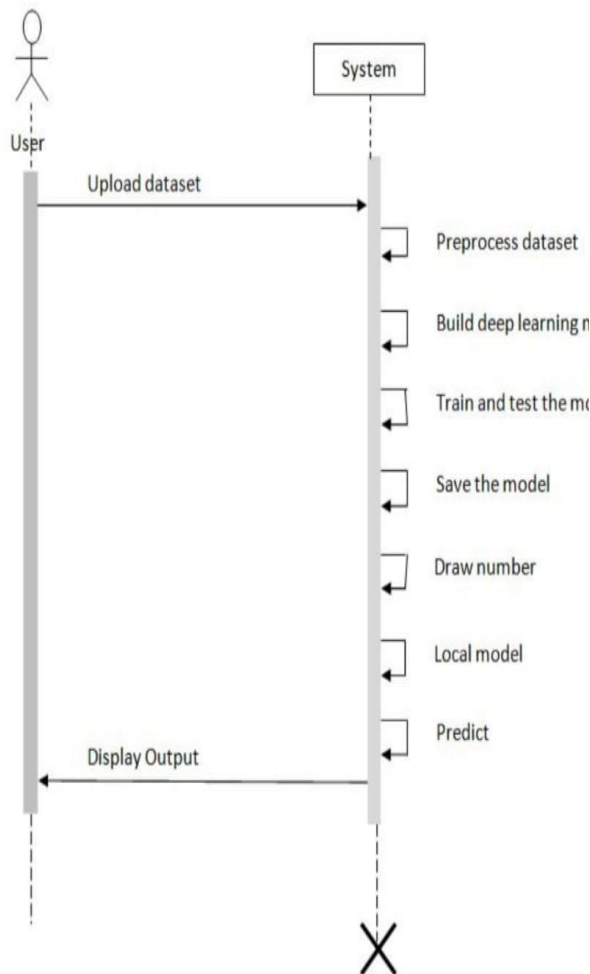 System
User
Upload dataset
Preprocess dataset
Build deep learning
Train and test the
Save the model
Draw number
Local model
Predict
Display Output